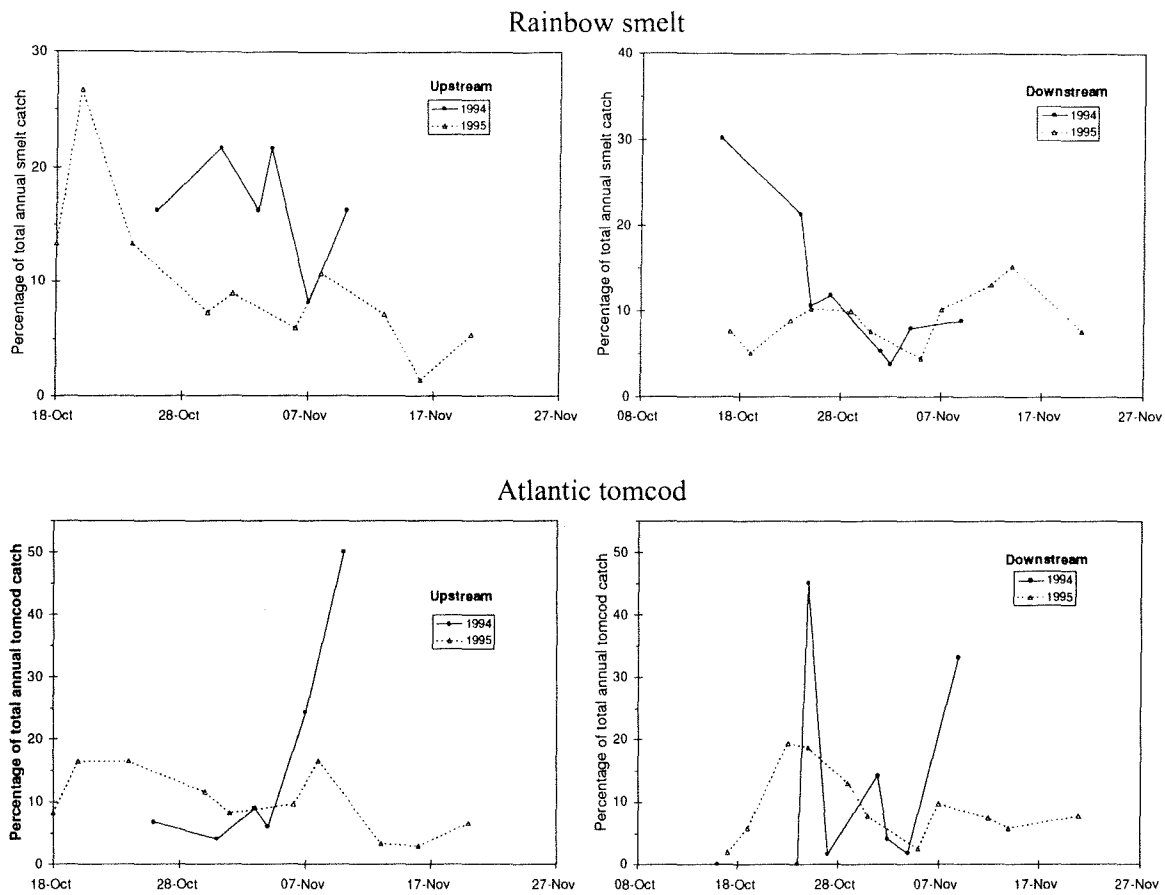 Rainbow smelt
Percentage of total annual smelt catch
30
20
10
0
Upstream
1994
1995
18-Oct 28-Oct 07-Nov 17-Nov 27-Nov
Percentage of total annual smelt catch
40
30
20
10
0
Downstream
1994
1995
08-Oct 18-Oct 28-Oct 07-Nov 17-Nov 27-Nov
Atlantic tomcod
Percentage of total annual tomcod catch
50
40
30
20
10
0
Upstream
1994
1995
18-Oct 28-Oct 07-Nov 17-Nov 27-Nov
Percentage of total annual tomcod catch
50
40
30
20
10
0
Downstream
1994
1995
08-Oct 18-Oct 28-Oct 07-Nov 17-Nov 27-Nov